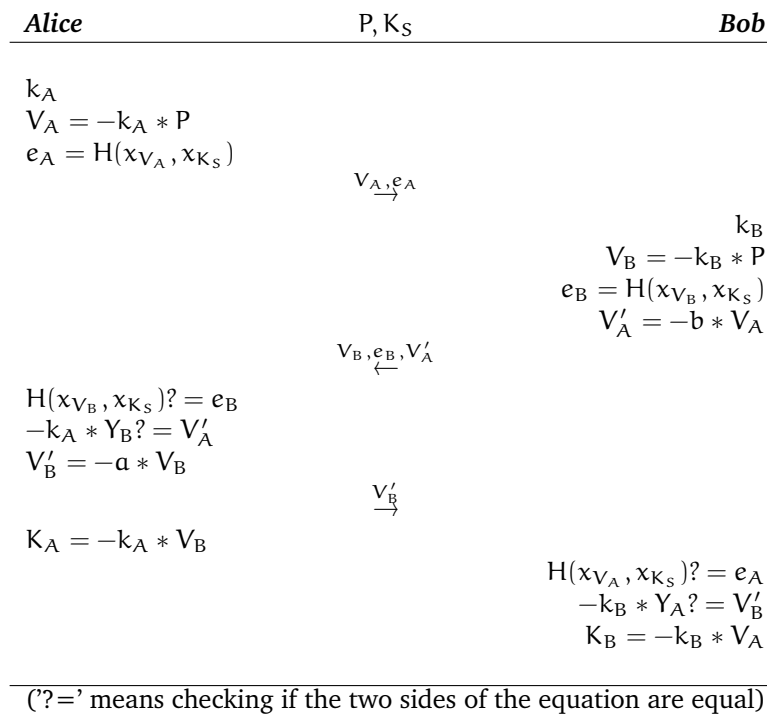 Alice P, K_S Bob
k_A
V_A = −k_A ∗ P
e_A = H(x_{V_A}, x_{K_S})
V_A, e_A
→
k_B
V_B = −k_B ∗ P
e_B = H(x_{V_B}, x_{K_S})
V′_A = −b ∗ V_A
V_B, e_B, V′_A
←
H(x_{V_B}, x_{K_S})? = e_B
−k_A ∗ Y_B? = V′_A
V′_B = −a ∗ V_B
V′_B
→
K_A = −k_A ∗ V_B
H(x_{V_A}, x_{K_S})? = e_A
−k_B ∗ Y_A? = V′_B
K_B = −k_B ∗ V_A
('?=' means checking if the two sides of the equation are equal)